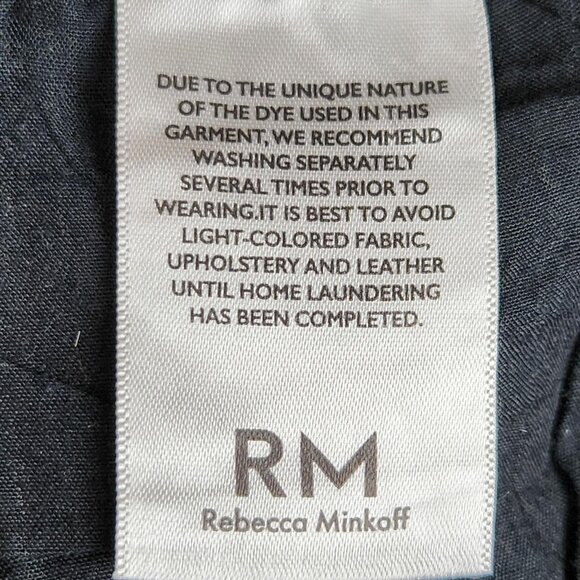 DUE TO THE UNIQUE NATURE
OF THE DYE USED IN THIS
GARMENT, WE RECOMMEND
WASHING SEPARATELY
SEVERAL TIMES PRIOR TO
WEARING.IT IS BEST TO AVOID
LIGHT-COLORED FABRIC,
UPHOLSTERY AND LEATHER
UNTIL HOME LAUNDERING
HAS BEEN COMPLETED.
RM
Rebecca Minkoff